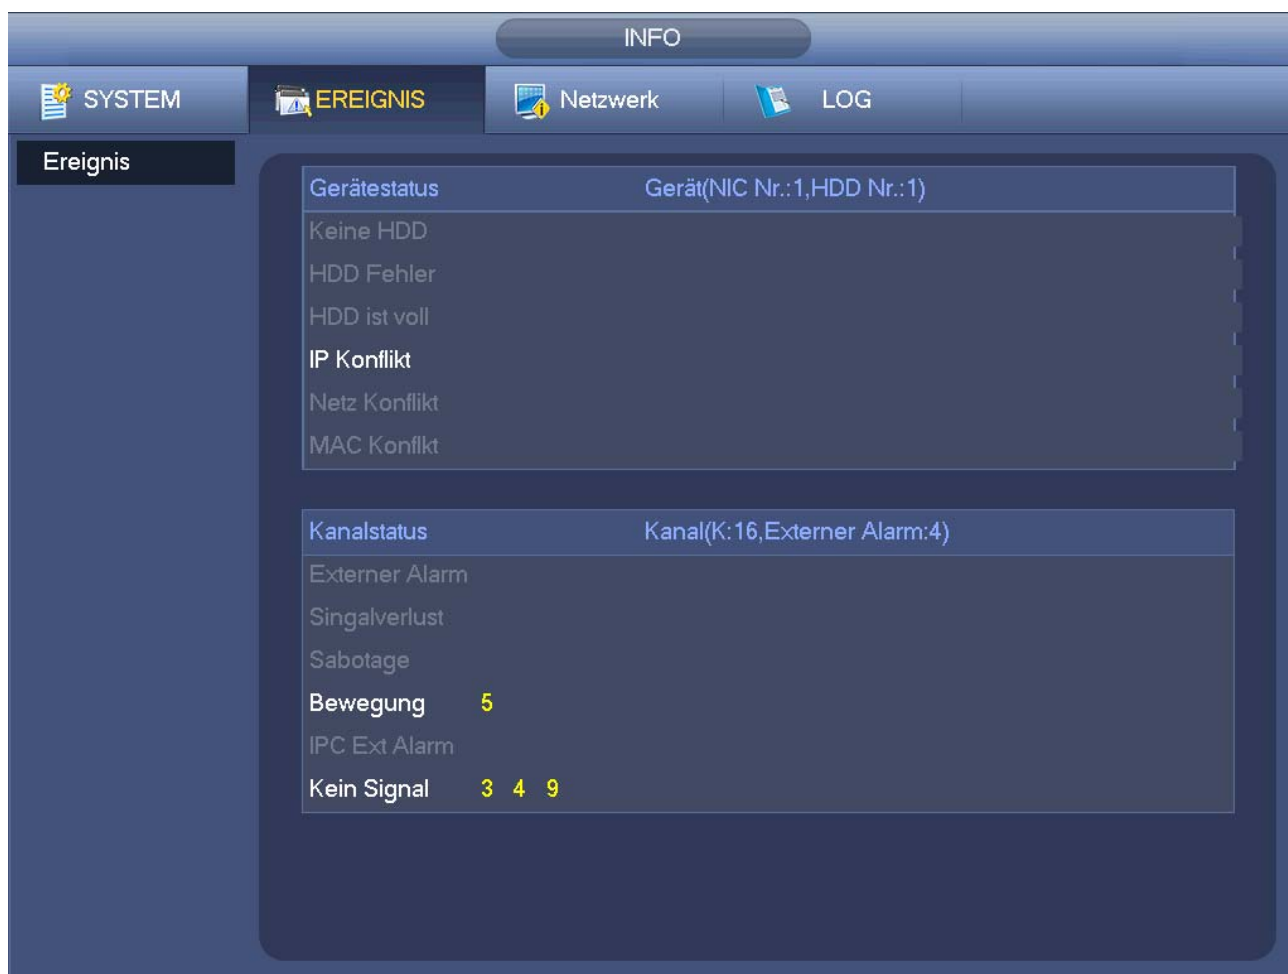 INFO
SYSTEM EREIGNIS Netzwerk LOG
Ereignis
Gerätestatus Gerät(NIC Nr.:1,HDD Nr.:1)
Keine HDD
HDD Fehler
HDD ist voll
IP Konflikt
Netz Konflikt
MAC Konflkt
Kanalstatus Kanal(K:16,Externer Alarm:4)
Externer Alarm
Singalverlust
Sabotage
Bewegung 5
IPC Ext Alarm
Kein Signal 3 4 9